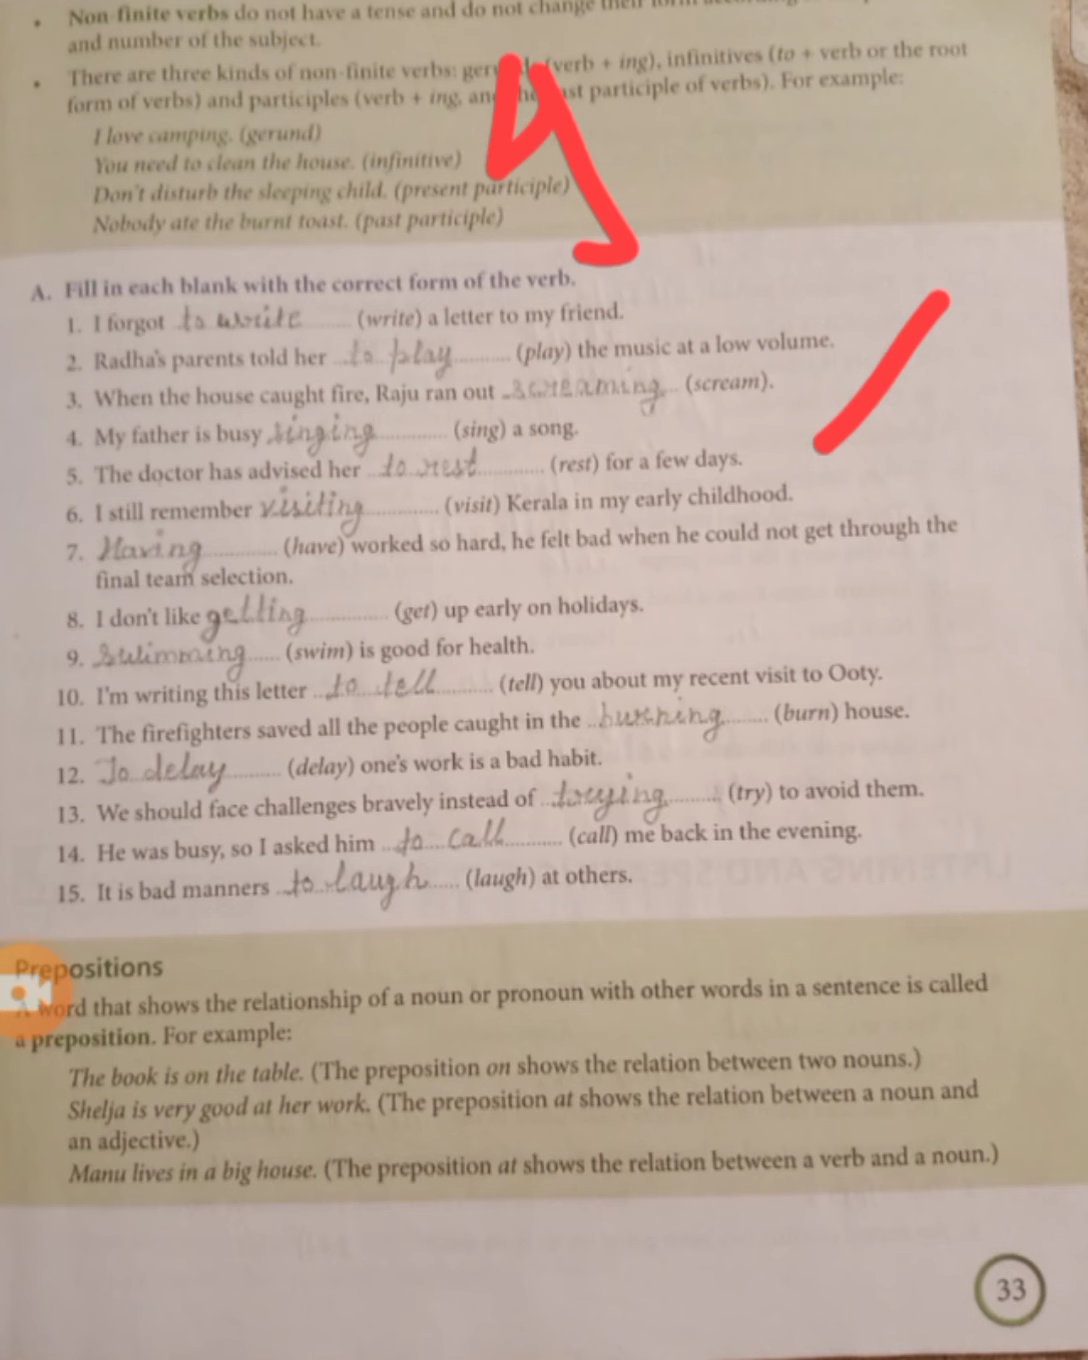 Non-finite verbs do not have a tense and do not change their form
and number of the subject.
There are three kinds of non-finite verbs: (verb + ing), infinitives (to + verb or the root
form of verbs) and participles (verb + ing, participle of verbs). For example:
I love camping. (gerund)
You need to clean the house. (infinitive)
Don't disturb the sleeping child. (present participle)
Nobody ate the burnt toast. (past participle)
A. Fill in each blank with the correct form of the verb.
1. I forgot to write (write) a letter to my friend.
2. Radha's parents told her to play (play) the music at a low volume.
3. When the house caught fire, Raju ran out screaming (scream).
4. My father is busy singing (sing) a song.
5. The doctor has advised her to rest (rest) for a few days.
6. I still remember visiting (visit) Kerala in my early childhood.
7. Having (have) worked so hard, he felt bad when he could not get through the
final team selection.
8. I don't like getting (get) up early on holidays.
9. Swimming (swim) is good for health.
10. I'm writing this letter to tell (tell) you about my recent visit to Ooty.
11. The firefighters saved all the people caught in the burning (burn) house.
12. To delay (delay) one's work is a bad habit.
13. We should face challenges bravely instead of trying (try) to avoid them.
14. He was busy, so I asked him to call (call) me back in the evening.
15. It is bad manners to laugh (laugh) at others.
Prepositions
A word that shows the relationship of a noun or pronoun with other words in a sentence is called
a preposition. For example:
The book is on the table. (The preposition on shows the relation between two nouns.)
Shelja is very good at her work. (The preposition at shows the relation between a noun and
an adjective.)
Manu lives in a big house. (The preposition at shows the relation between a verb and a noun.)
33